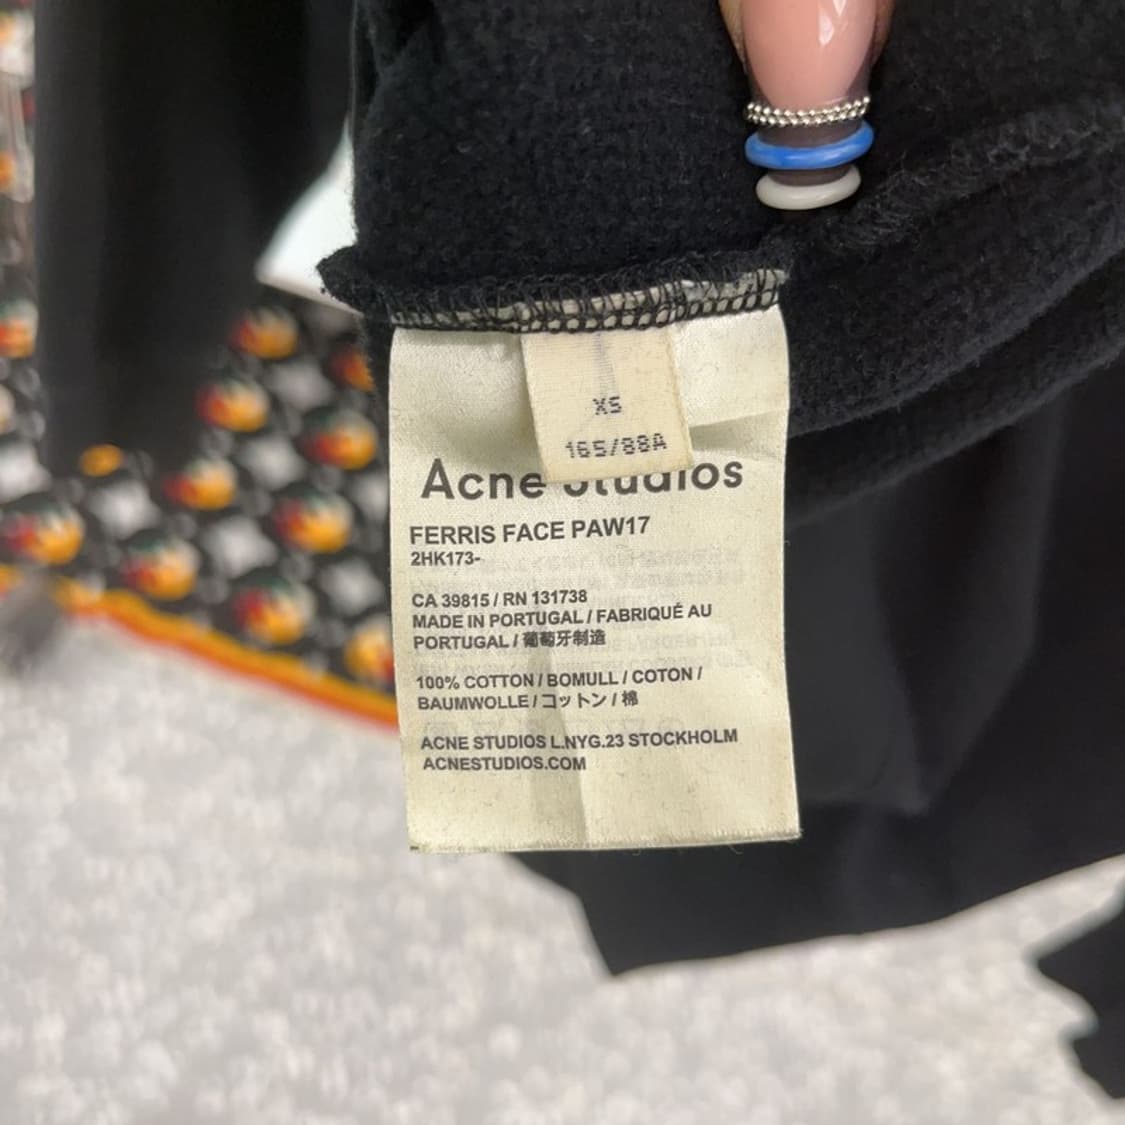 XS
165/88A
Acne Studios
FERRIS FACE PAW17
2HK173-
CA 39815 / RN 131738
MADE IN PORTUGAL / FABRIQUÉ AU
PORTUGAL / 葡萄牙制造
100% COTTON / BOMULL / COTON /
BAUMWOLLE / コットン / 棉
ACNE STUDIOS L.NYG.23 STOCKHOLM
ACNESTUDIOS.COM